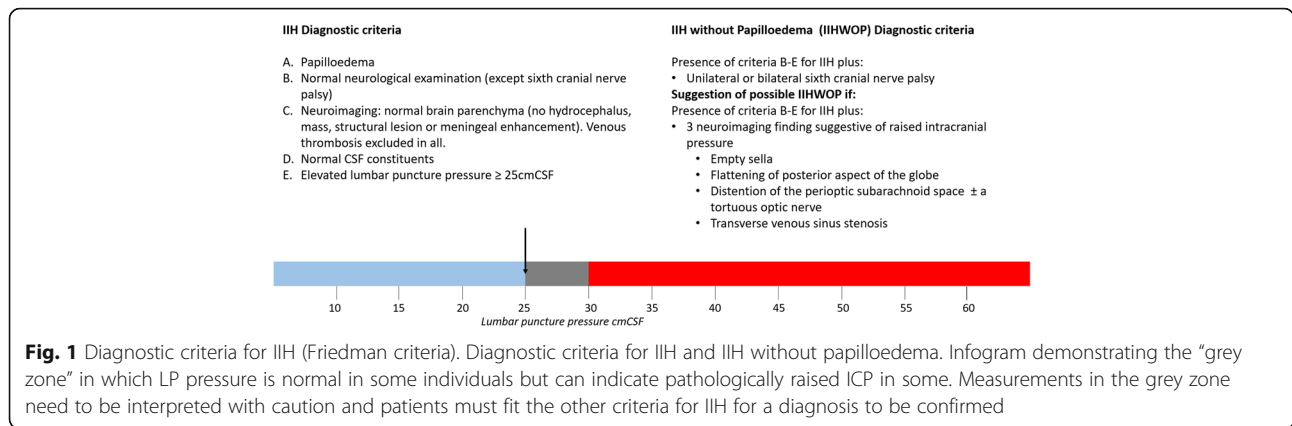 IIH Diagnostic criteria
A. Papilloedema
B. Normal neurological examination (except sixth cranial nerve
palsy)
C. Neuroimaging: normal brain parenchyma (no hydrocephalus,
mass, structural lesion or meningeal enhancement). Venous
thrombosis excluded in all.
D. Normal CSF constituents
E. Elevated lumbar puncture pressure ≥ 25cmCSF
IIH without Papilloedema (IIHWOP) Diagnostic criteria
Presence of criteria B-E for IIH plus:
• Unilateral or bilateral sixth cranial nerve palsy
Suggestion of possible IIHWOP if:
Presence of criteria B-E for IIH plus:
• 3 neuroimaging finding suggestive of raised intracranial
pressure
• Empty sella
• Flattening of posterior aspect of the globe
• Distention of the perioptic subarachnoid space ± a
tortuous optic nerve
• Transverse venous sinus stenosis
10 15 20 25 30 35 40 45 50 55 60
Lumbar puncture pressure cmCSF
Fig. 1 Diagnostic criteria for IIH (Friedman criteria). Diagnostic criteria for IIH and IIH without papilloedema. Infogram demonstrating the “grey
zone” in which LP pressure is normal in some individuals but can indicate pathologically raised ICP in some. Measurements in the grey zone
need to be interpreted with caution and patients must fit the other criteria for IIH for a diagnosis to be confirmed